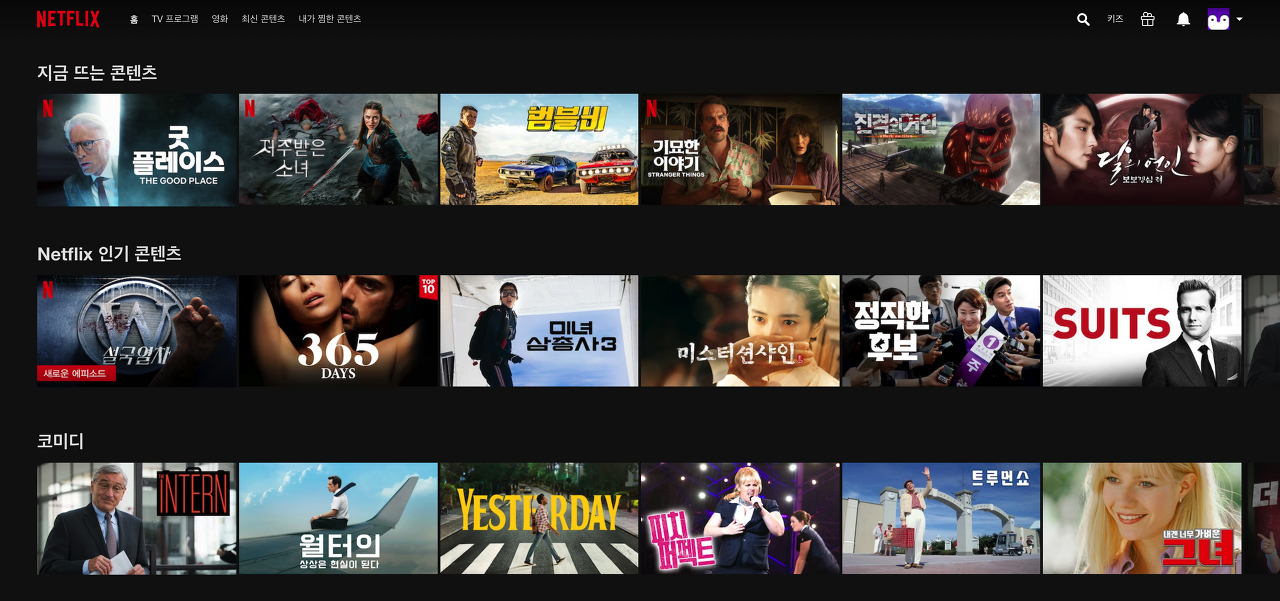 NETFLIX
홈
TV 프로그램
영화
최신 콘텐츠
내가 찜한 콘텐츠
키즈
지금 뜨는 콘텐츠
N
굿
플레이스
THE GOOD PLACE
N
저주받은
소녀
범블비
N
기묘한
이야기
STRANGER THINGS
진격의 거인
달의 연인
보보경심 려
Netflix 인기 콘텐츠
N
설국열차
새로운 에피소드
TOP
10
365
DAYS
미녀
삼총사3
미스터 션샤인
정직한
후보
1
주
SUITS
코미디
INTERN
월터의
상상은 현실이 된다
YESTERDAY
피치
퍼펙트
트루먼쇼
내겐 너무 가벼운
그녀
더